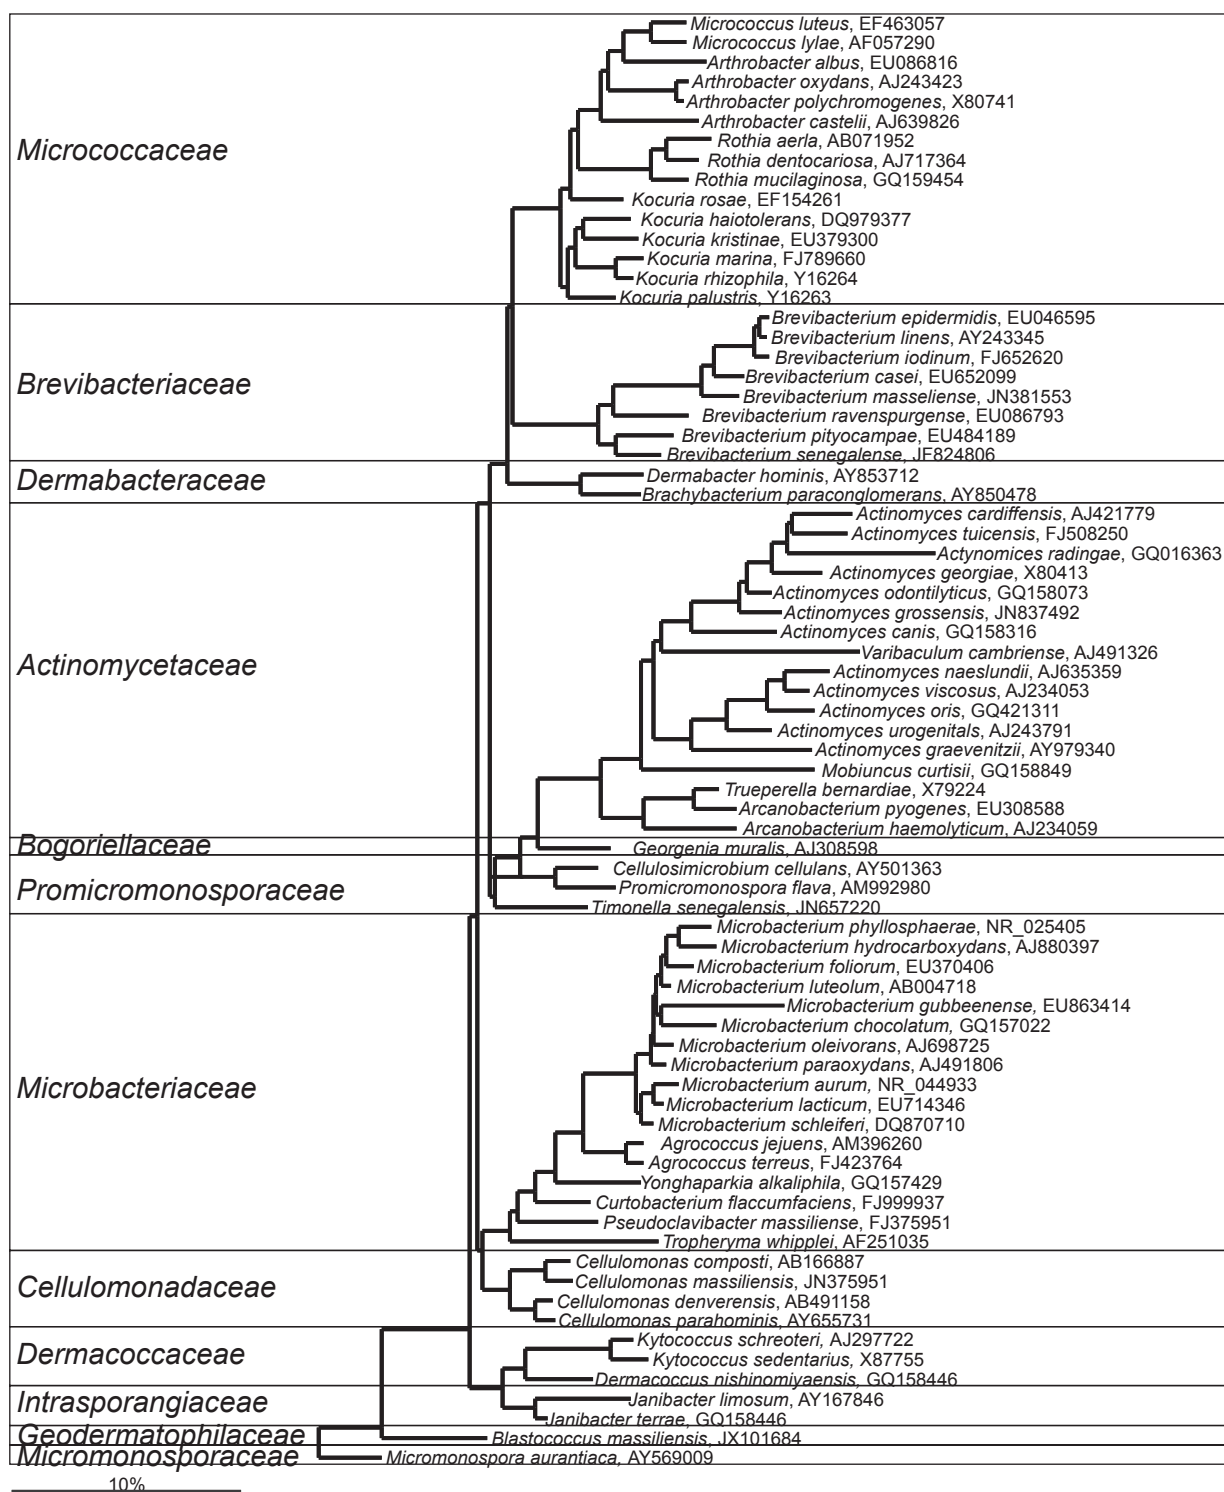 Micrococcus luteus, EF463057
Micrococcus lylae, AF057290
Arthrobacter albus, EU086816
Arthrobacter oxydans, AJ243423
Arthrobacter polychromogenes, X80741
Arthrobacter castelii, AJ639826
Rothia aerla, AB071952
Micrococcaceae
Rothia dentocariosa, AJ717364
Rothia mucilaginosa, GQ159454
Kocuria rosae, EF154261
Kocuria haiotolerans, DQ979377
Kocuria kristinae, EU379300
Kocuria marina, FJ789660
Kocuria rhizophila, Y16264
Kocuria palustris, Y16263
Brevibacterium epidermidis, EU046595
Brevibacterium linens, AY243345
Brevibacterium iodinum, FJ652620
Brevibacteriaceae
Brevibacterium casei, EU652099
Brevibacterium masseliense, JN381553
Brevibacterium ravenspurgense, EU086793
Brevibacterium pityocampae, EU484189
Brevibacterium senegalense, JF824806
Dermabacteraceae
Dermabacter hominis, AY853712
Brachybacterium paraconglomerans, AY850478
Actinomyces cardiffensis, AJ421779
Actinomyces tuicensis, FJ508250
Actynomices radingae, GQ016363
Actinomyces georgiae, X80413
Actinomyces odontilyticus, GQ158073
Actinomyces grossensis, JN837492
Actinomyces canis, GQ158316
Varibaculum cambriense, AJ491326
Actinomycetaceae
Actinomyces naeslundii, AJ635359
Actinomyces viscosus, AJ234053
Actinomyces oris, GQ421311
Actinomyces urogenitals, AJ243791
Actinomyces graevenitzii, AY979340
Mobiuncus curtisii, GQ158849
Trueperella bernardiae, X79224
Arcanobacterium pyogenes, EU308588
Arcanobacterium haemolyticum, AJ234059
Bogoriellaceae
Georgenia muralis, AJ308598
Cellulosimicrobium cellulans, AY501363
Promicromonosporaceae
Promicromonospora flava, AM992980
Timonella senegalensis, JN657220
Microbacterium phyllosphaerae, NR_025405
Microbacterium hydrocarboxydans, AJ880397
Microbacterium foliorum, EU370406
Microbacterium luteolum, AB004718
Microbacterium gubbeenense, EU863414
Microbacterium chocolatum, GQ157022
Microbacterium oleivorans, AJ698725
Microbacterium paraoxydans, AJ491806
Microbacteriaceae
Microbacterium aurum, NR_044933
Microbacterium lacticum, EU714346
Microbacterium schleiferi, DQ870710
Agrococcus jejuens, AM396260
Agrococcus terreus, FJ423764
Yonghaparkia alkaliphila, GQ157429
Curtobacterium flaccumfaciens, FJ999937
Pseudoclavibacter massiliense, FJ375951
Tropheryma whipplei, AF251035
Cellulomonas composti, AB166887
Cellulomonadaceae
Cellulomonas massiliensis, JN375951
Cellulomonas denverensis, AB491158
Cellulomonas parahominis, AY655731
Kytococcus schreoteri, AJ297722
Dermacoccaceae
Kytococcus sedentarius, X87755
Dermacoccus nishinomiyaensis, GQ158446
Intrasporangiaceae
Janibacter limosum, AY167846
Janibacter terrae, GQ158446
Geodermatophilaceae
Blastococcus massiliensis, JX101684
Micromonosporaceae
Micromonospora aurantiaca, AY569009
10%